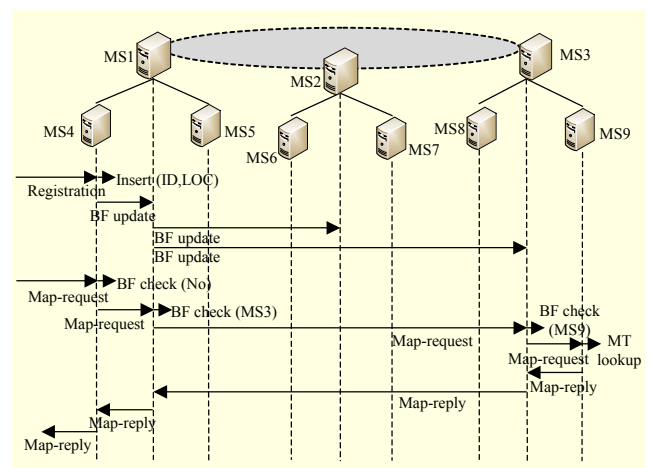 MS1
MS2
MS3
MS4
MS5
MS6
MS7
MS8
MS9
Registration
Insert (ID,LOC)
BF update
BF update
BF update
Map-request
BF check (No)
Map-request
BF check (MS3)
Map-request
BF check
(MS9)
Map-request
MT
lookup
Map-reply
Map-reply
Map-reply
Map-reply